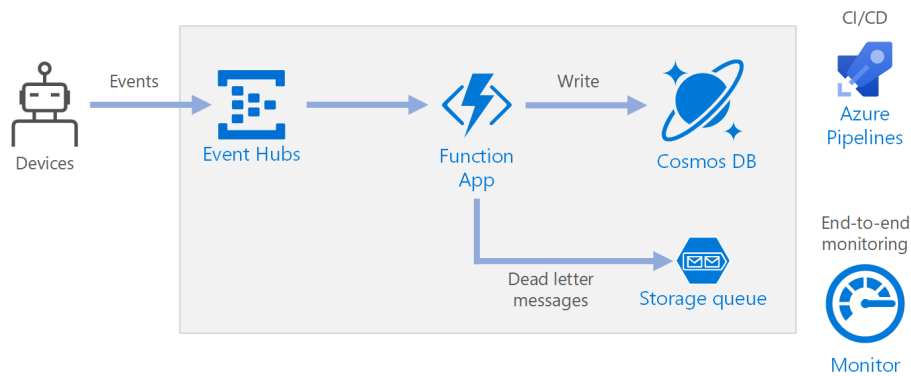 CI/CD
Events
Write
Azure
Pipelines
Devices
Event Hubs
Function
App
Cosmos DB
End-to-end
monitoring
Dead letter
messages
Storage queue
Monitor